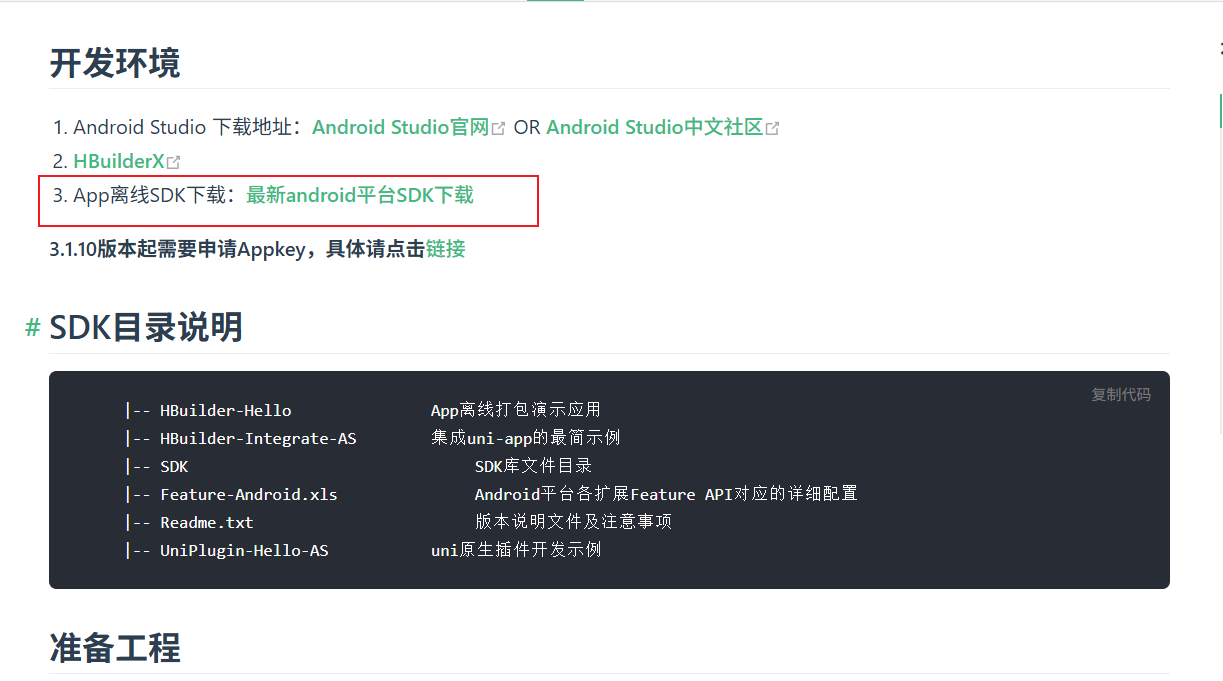 开发环境
1. Android Studio 下载地址：Android Studio官网 OR Android Studio中文社区
2. HBuilderX
3. App离线SDK下载：最新android平台SDK下载
3.1.10版本起需要申请Appkey，具体请点击链接
# SDK目录说明
复制代码
|-- HBuilder-Hello App离线打包演示应用
|-- HBuilder-Integrate-AS 集成uni-app的最简示例
|-- SDK SDK库文件目录
|-- Feature-Android.xls Android平台各扩展Feature API对应的详细配置
|-- Readme.txt 版本说明文件及注意事项
|-- UniPlugin-Hello-AS uni原生插件开发示例
准备工程